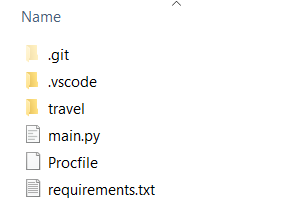 Name
.git
.vscode
travel
main.py
Procfile
requirements.txt